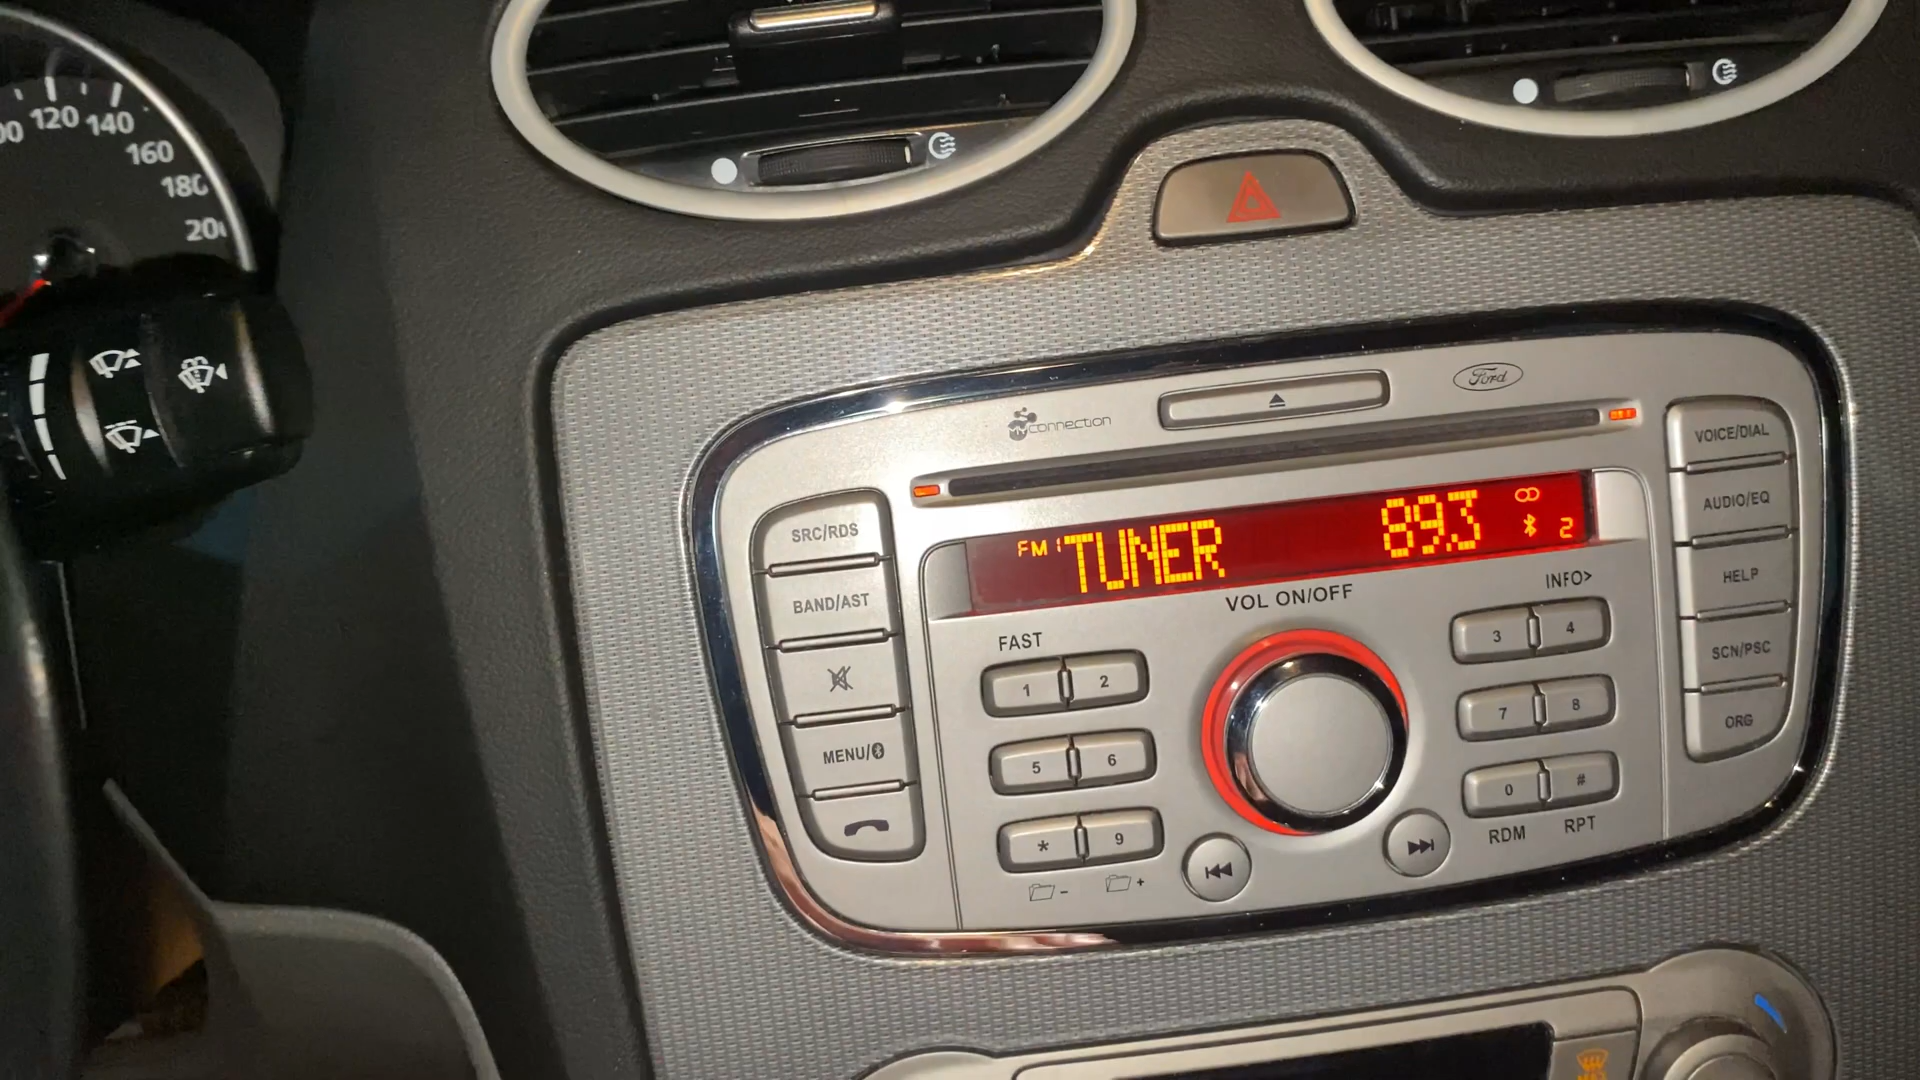 120
140
160
180
MYconnection
Ford
VOICE/DIAL
AUDIO/EQ
HELP
SCN/PSC
ORG
SRC/RDS
BAND/AST
MENU/
FM 1 TUNER 89.3 2
VOL ON/OFF
INFO>
FAST
1 2
3 4
5 6
7 8
* 9
0 #
- +
RDM RPT